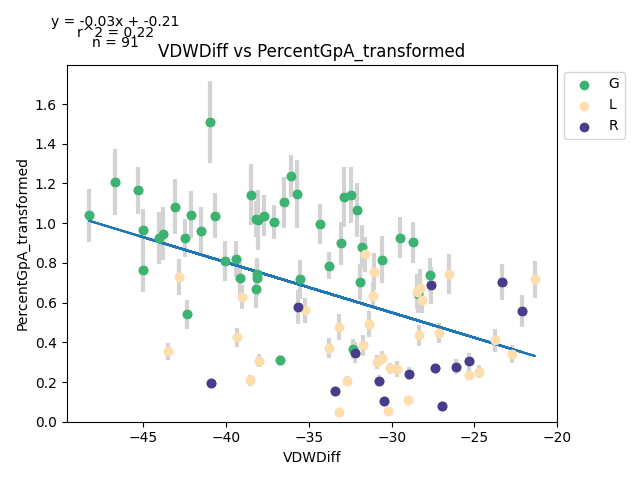 y = -0.03x + -0.21
r^2 = 0.22
n = 91
VDWDiff vs PercentGpA_transformed
PercentGpA_transformed
1.6
1.4
1.2
1.0
0.8
0.6
0.4
0.2
0.0
−45 −40 −35 −30 −25 −20
VDWDiff
G
L
R